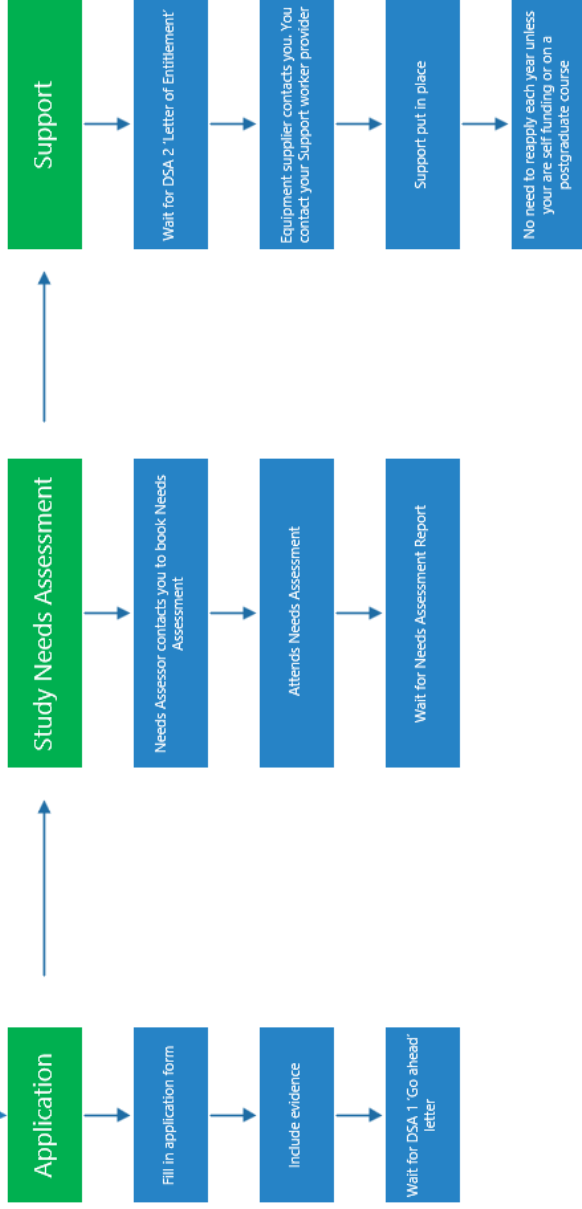 Application
Fill in application form
Include evidence
Wait for DSA 1 ‘Go ahead’
letter
Study Needs Assessment
Needs Assessor contacts you to book Needs
Assessment
Attends Needs Assessment
Wait for Needs Assessment Report
Support
Wait for DSA 2 ‘Letter of Entitlement’
Equipment supplier contacts you. You
contact your Support worker provider
Support put in place
No need to reapply each year unless
your are self funding or on a
postgraduate course